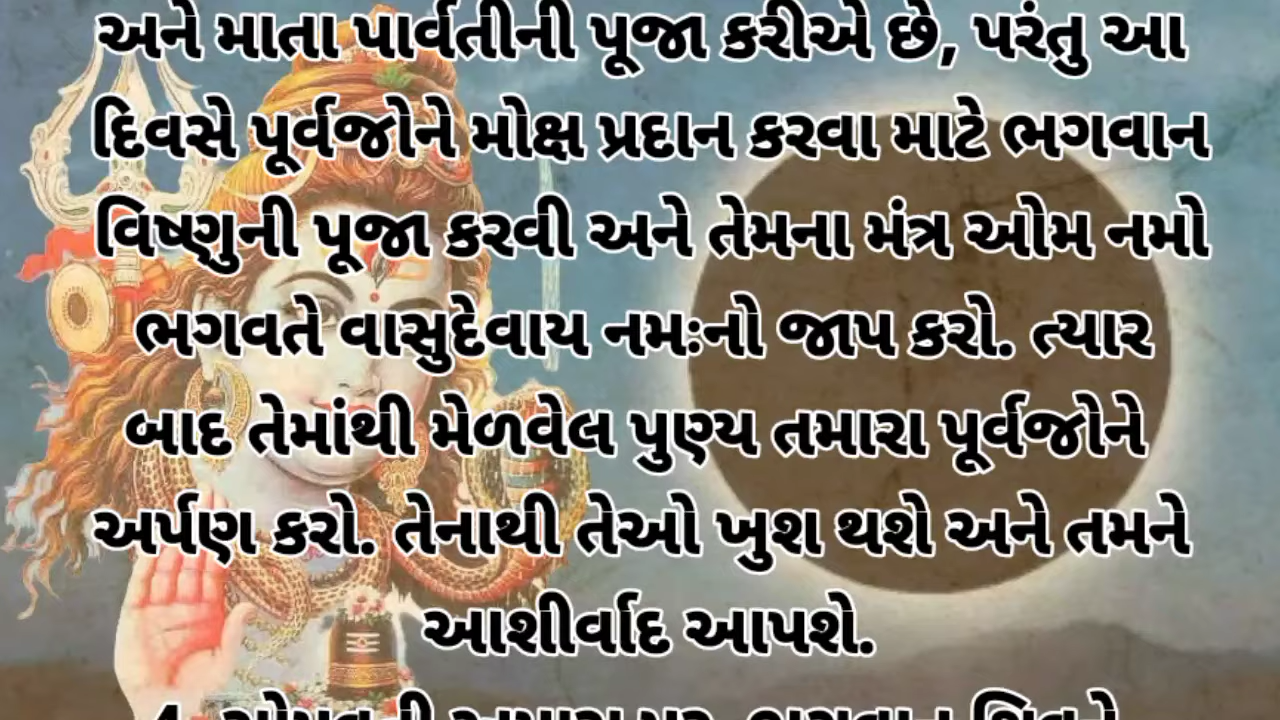 અને માતા પાર્વતીની પૂજા કરીએ છે, પરંતુ આ
દિવસે પૂર્વજોને મોક્ષ પ્રદાન કરવા માટે ભગવાન
વિષ્ણુની પૂજા કરવી અને તેમના મંત્ર ઓમ નમો
ભગવતે વાસુદેવાય નમઃનો જાપ કરો. ત્યાર
બાદ તેમાંથી મેળવેલ પુણ્ય તમારા પૂર્વજોને
અર્પણ કરો. તેનાથી તેઓ ખુશ થશે અને તમને
આશીર્વાદ આપશે.